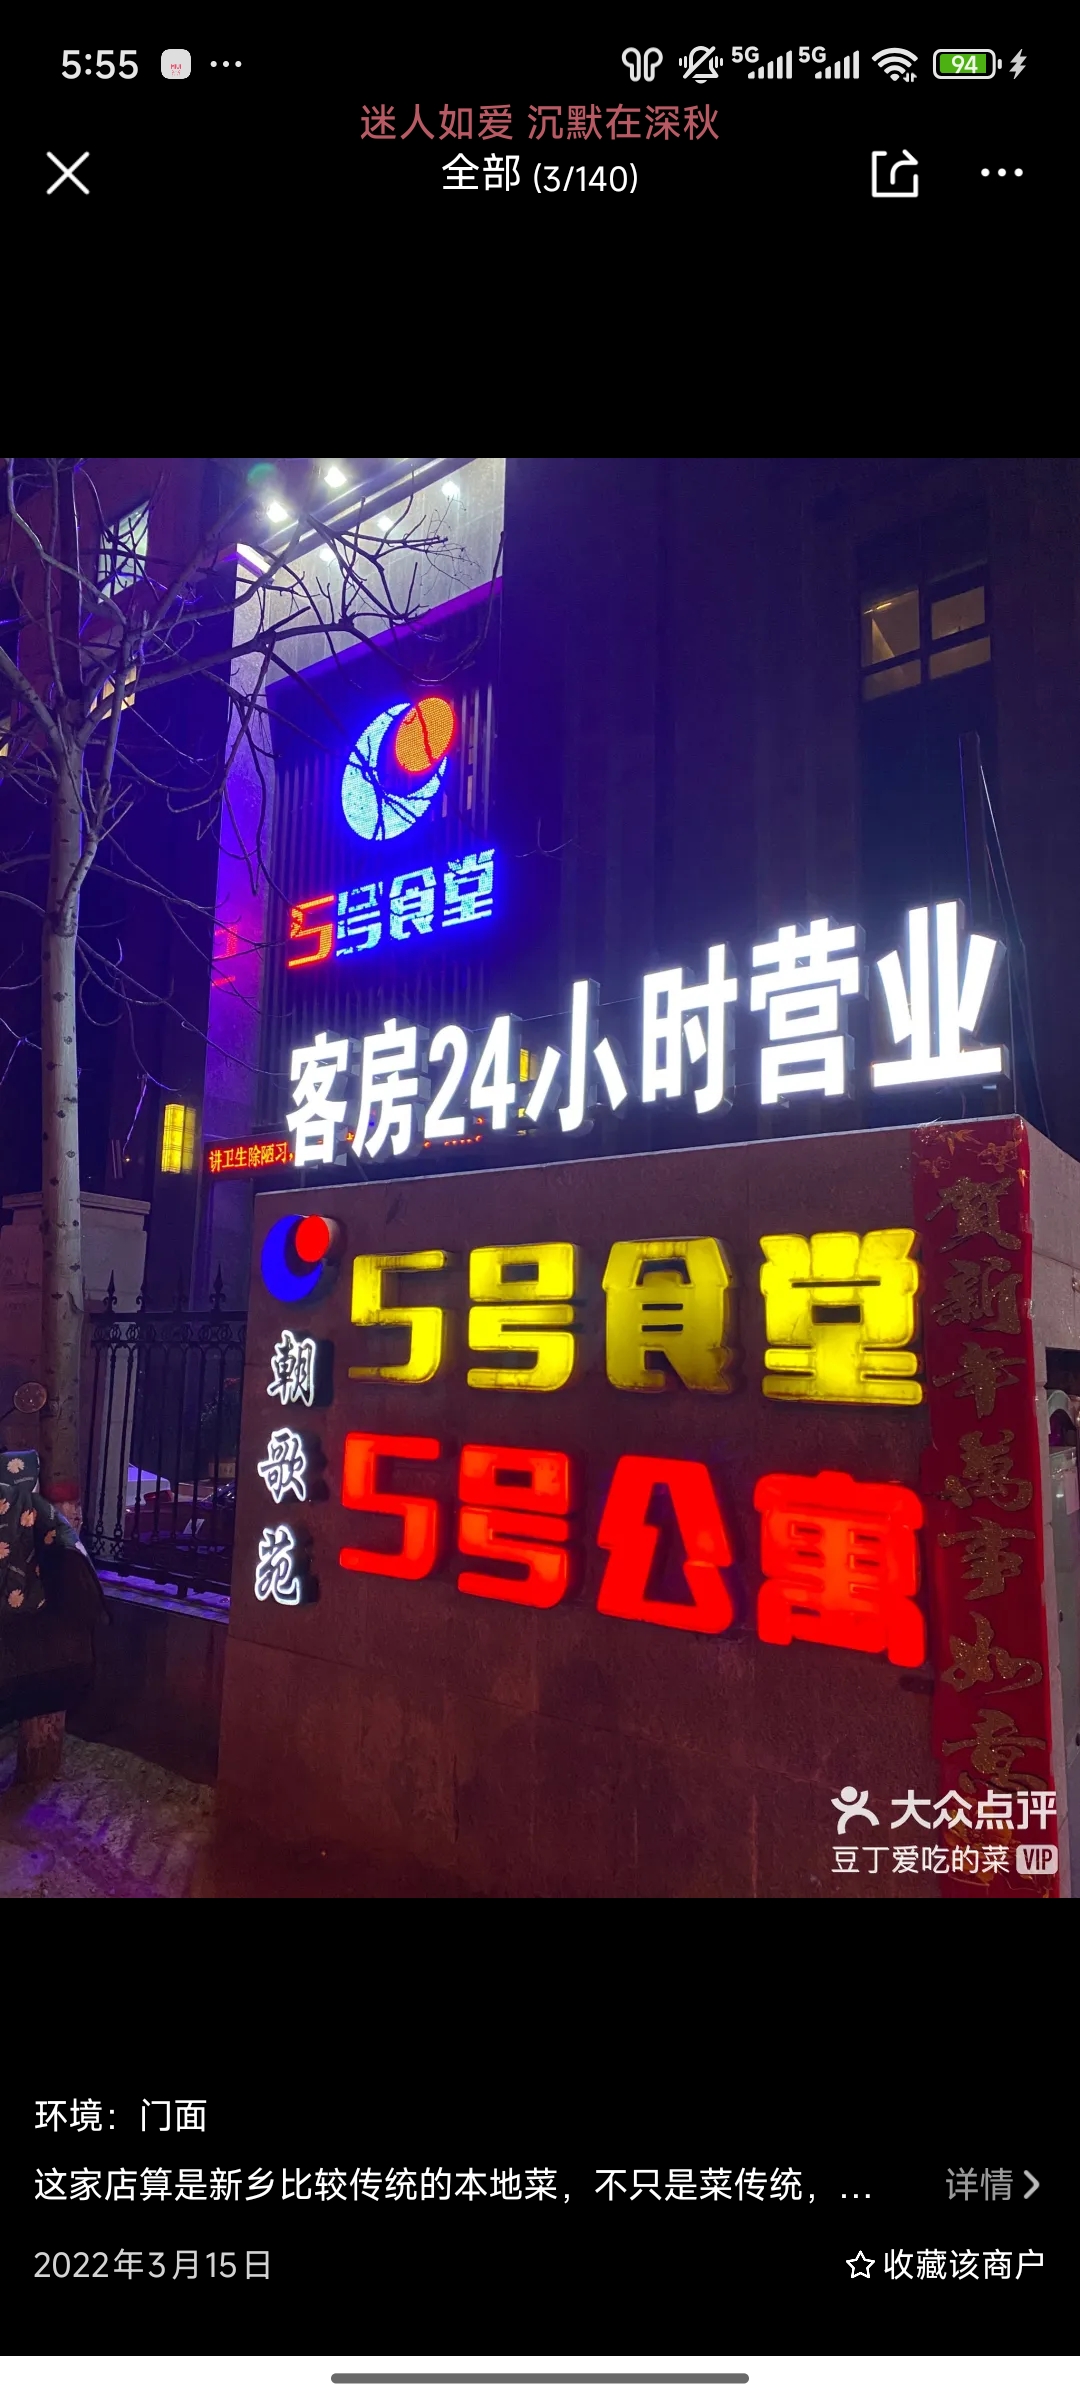 5:55
5G
5G
94
迷人如爱 沉默在深秋
全部 (3/140)
5号食堂
客房24小时营业
讲卫生除陋习
5号食堂
朝歌苑
5号公寓
贺新年萬事如意
大众点评
豆丁爱吃的菜 VIP
环境：门面
这家店算是新乡比较传统的本地菜，不只是菜传统，...
详情
2022年3月15日
收藏该商户